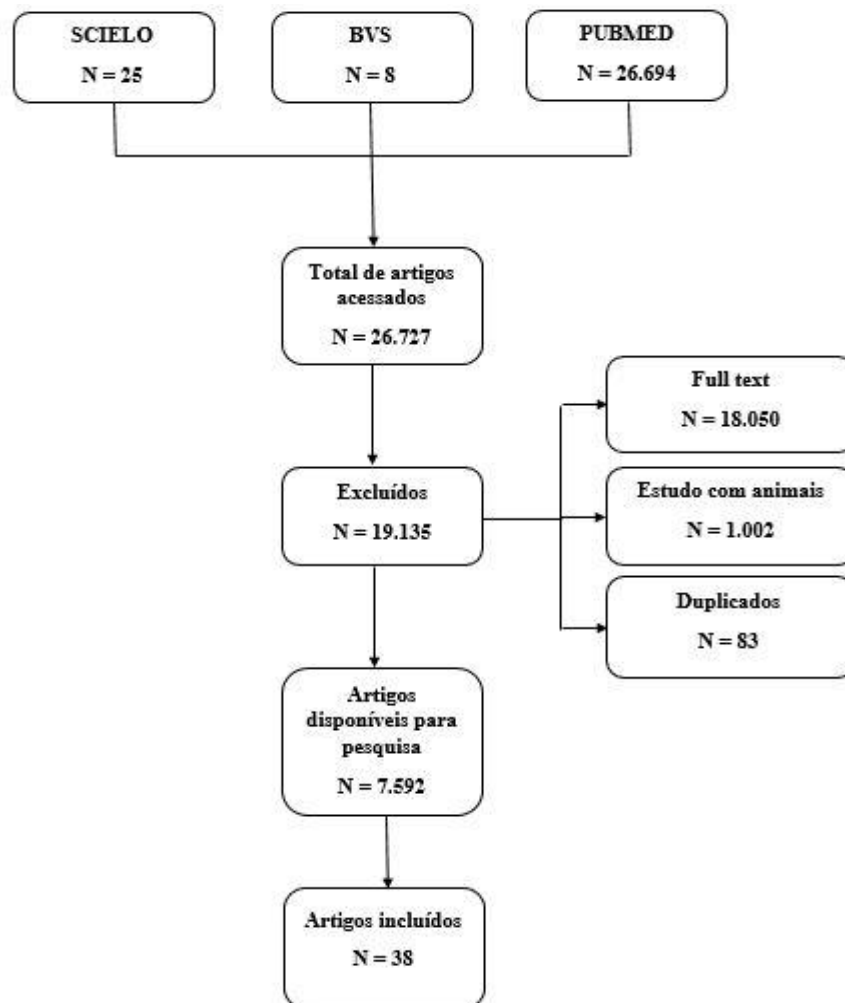 SCIELO
N = 25
BVS
N = 8
PUBMED
N = 26.694
Total de artigos
acessados
N = 26.727
Full text
N = 18.050
Excluídos
N = 19.135
Estudo com animais
N = 1.002
Duplicados
N = 83
Artigos
disponíveis para
pesquisa
N = 7.592
Artigos incluídos
N = 38